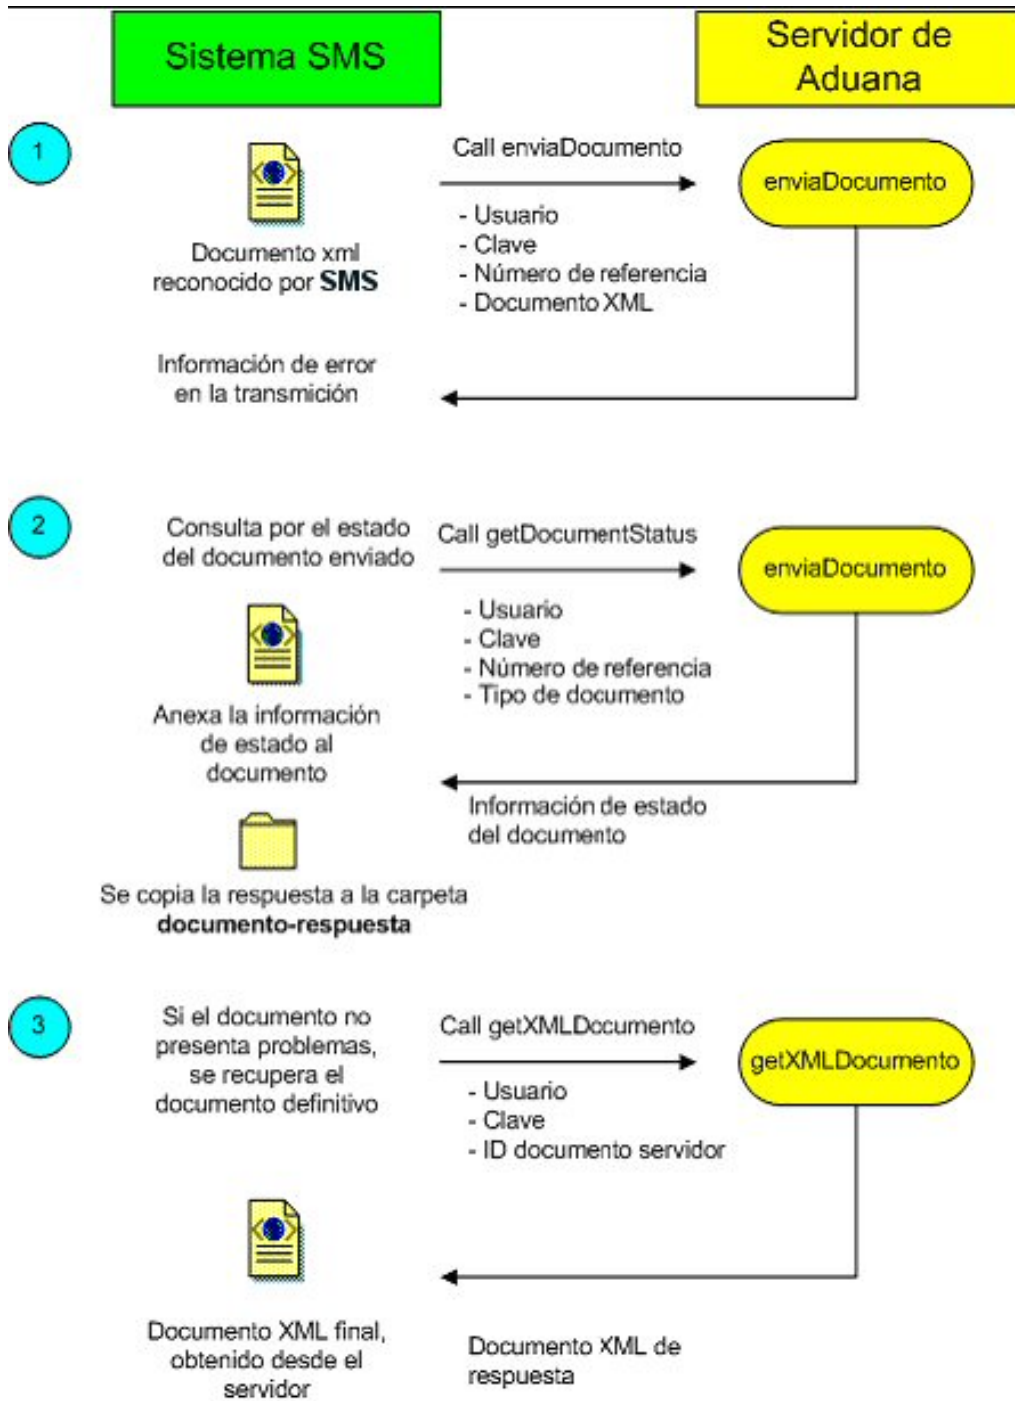 Sistema SMS
Servidor de
Aduana
1
Call enviaDocumento
enviaDocumento
- Usuario
- Clave
- Número de referencia
- Documento XML
Documento xml
reconocido por SMS
Información de error
en la transmición
2
Consulta por el estado
del documento enviado
Call getDocumentStatus
enviaDocumento
- Usuario
- Clave
- Número de referencia
- Tipo de documento
Anexa la información
de estado al
documento
Información de estado
del documento
Se copia la respuesta a la carpeta
documento-respuesta
3
Si el documento no
presenta problemas,
se recupera el
documento definitivo
Call getXMLDocumento
getXMLDocumento
- Usuario
- Clave
- ID documento servidor
Documento XML final,
obtenido desde el
servidor
Documento XML de
respuesta